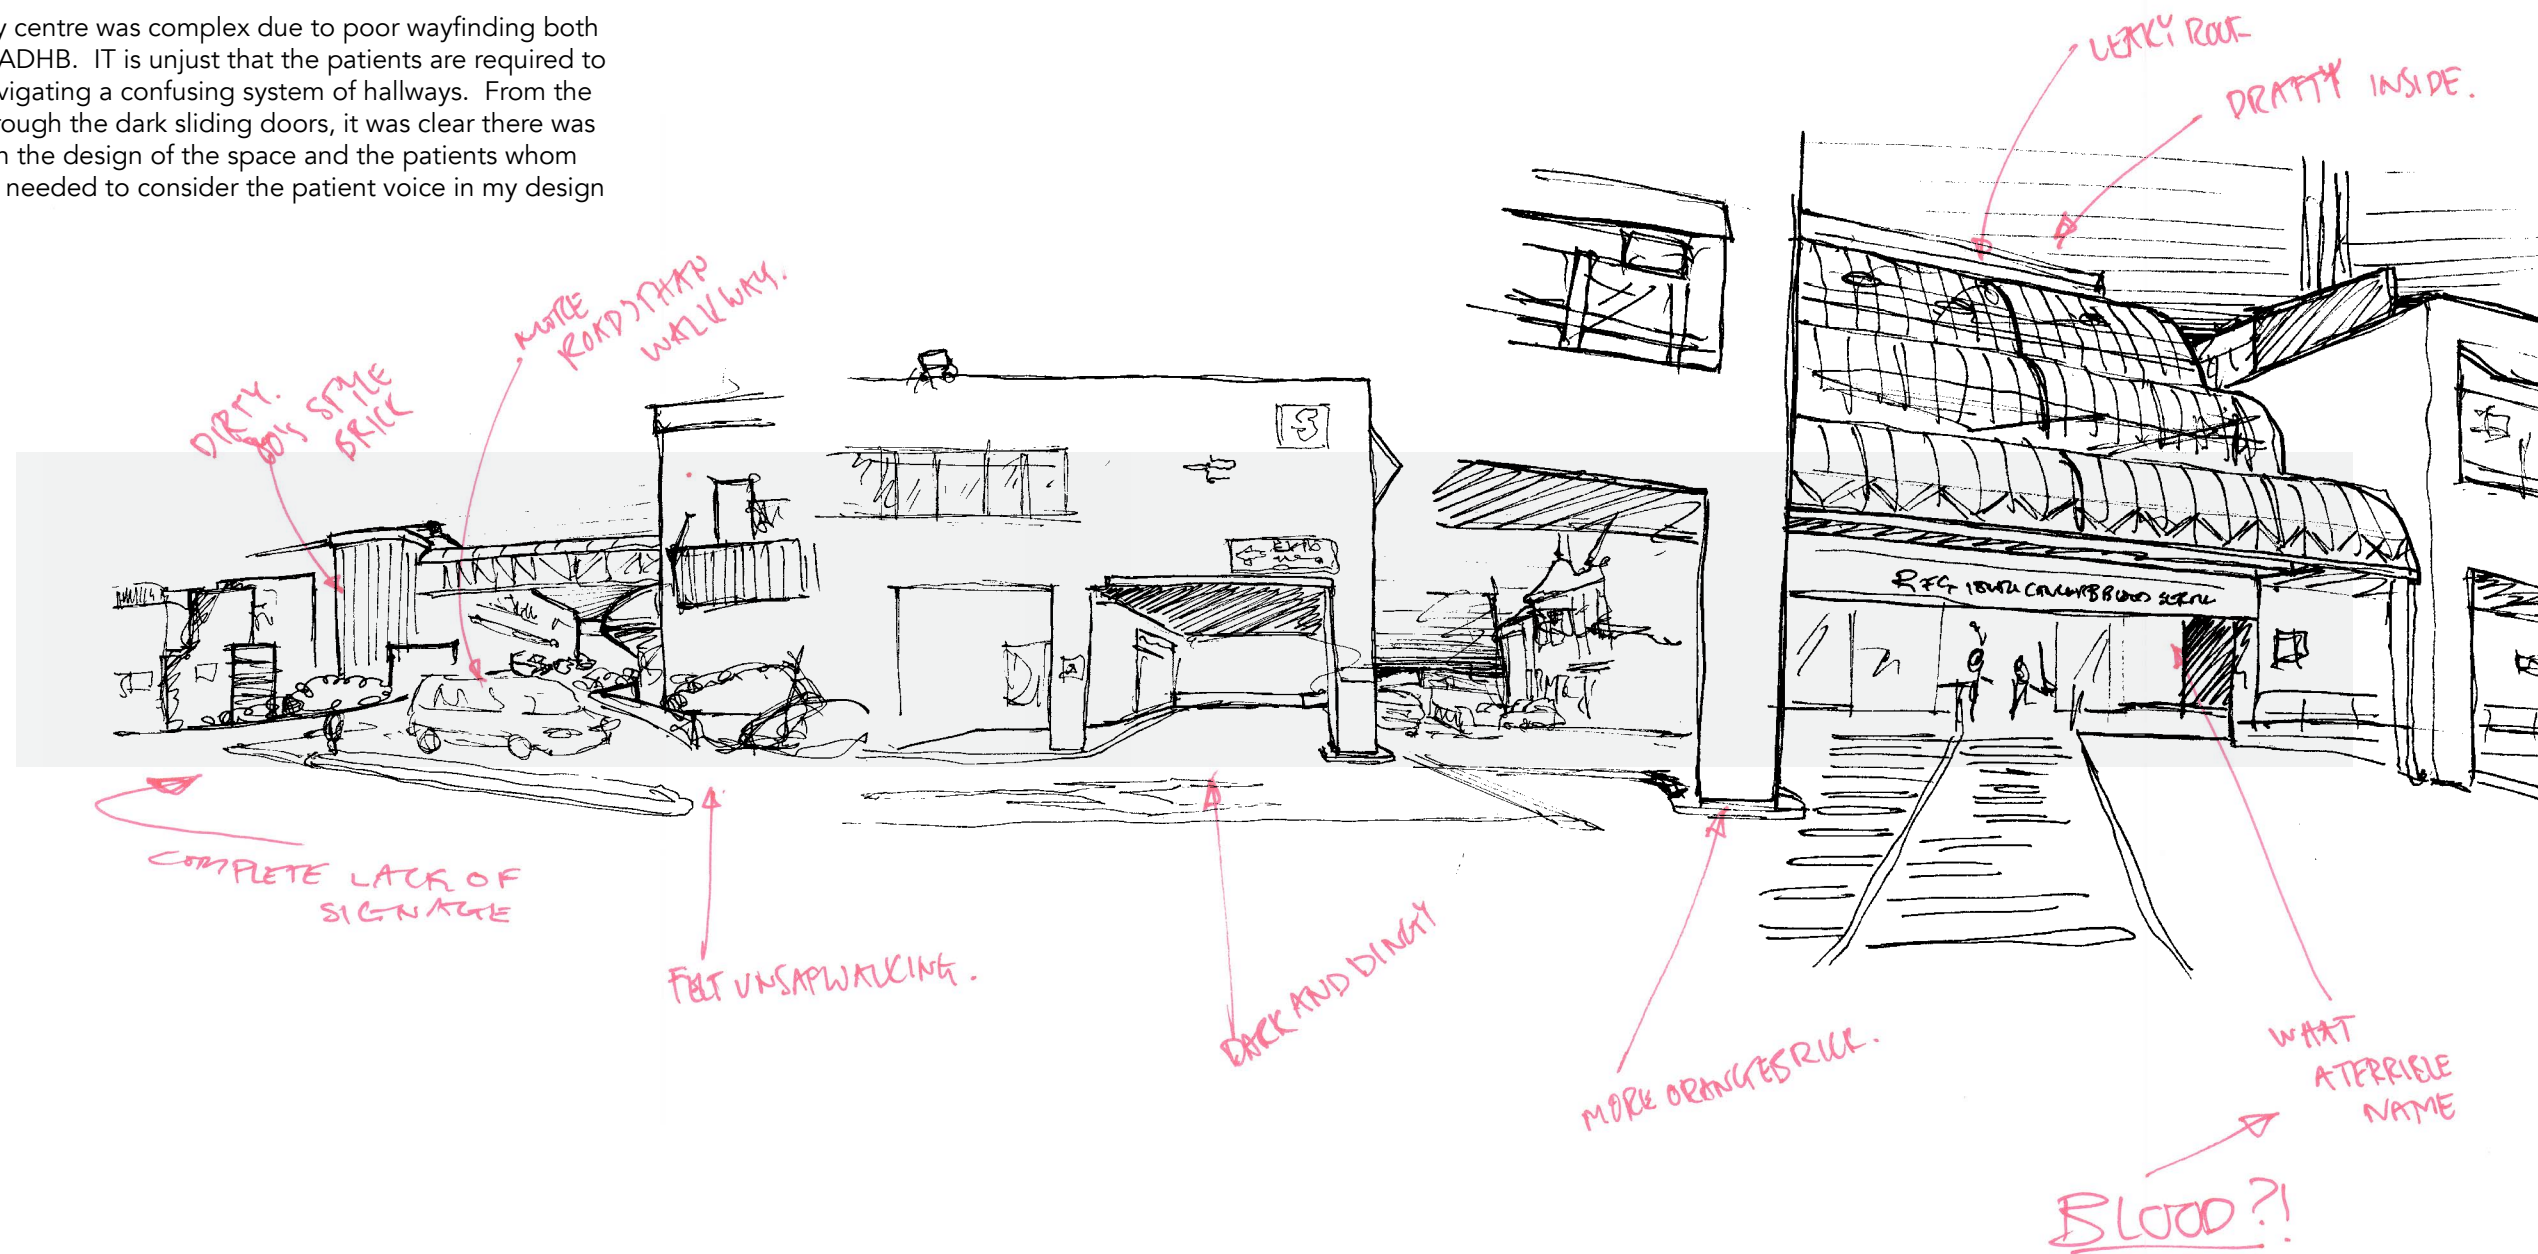 y centre was complex due to poor wayfinding both
ADHB.  IT is unjust that the patients are required to
vigating a confusing system of hallways.  From the
rough the dark sliding doors, it was clear there was
n the design of the space and the patients whom
needed to consider the patient voice in my design
LEAKY ROOF
DRAFTY INSIDE.
MORE
ROADS THAN
WALKWAY.
DIRTY.
80'S STYLE
BRICK
5
COMPLETE LACK OF
SIGNAGE
FELT UNSAF WALKING.
DARK AND DINGY
MORE ORANGE BRICK.
WHAT
A TERRIBLE
NAME
BLOOD?!